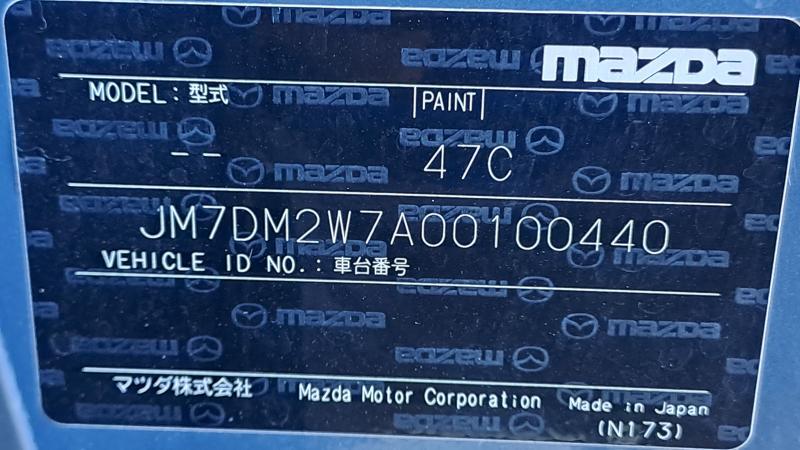 mazda
MODEL: 型式 PAINT
-- 47C
JM7DM2W7A00100440
VEHICLE ID NO.: 車台番号
マツダ株式会社 Mazda Motor Corporation Made in Japan
(N173)